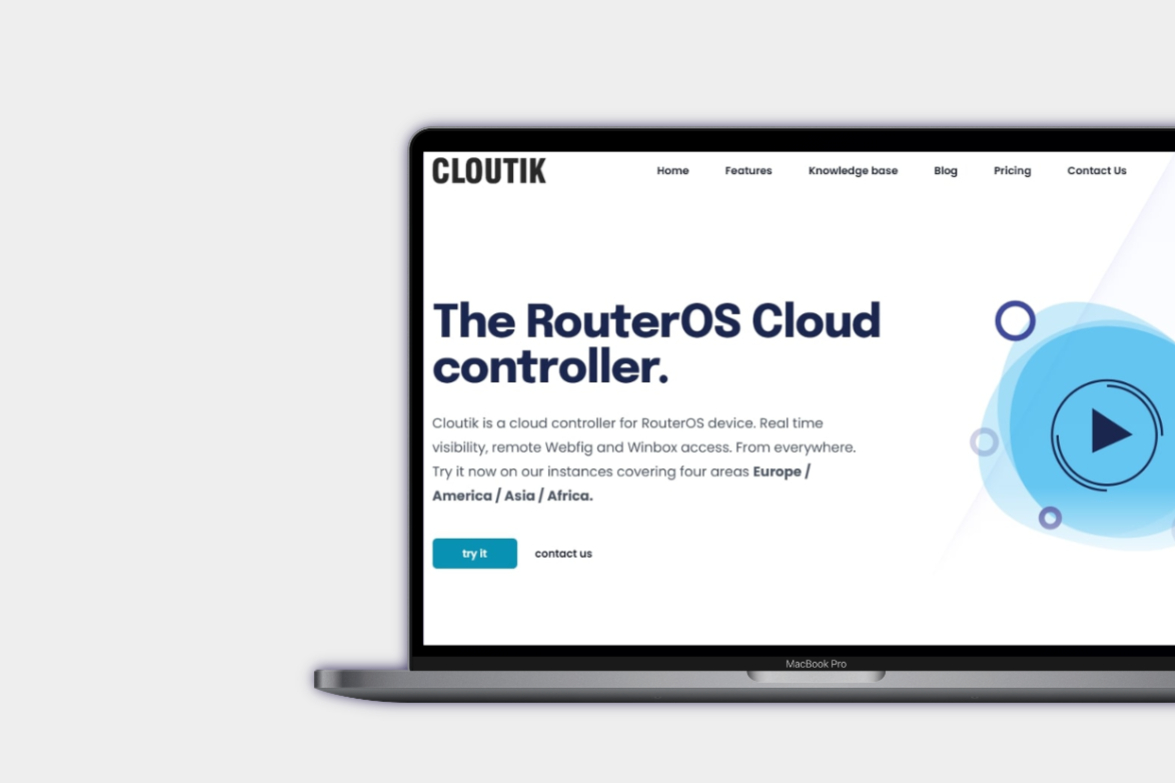 CLOUTIK
Home Features Knowledge base Blog Pricing Contact Us
The RouterOS Cloud
controller.
Cloutik is a cloud controller for RouterOS device. Real time
visibility, remote Webfig and Winbox access. From everywhere.
Try it now on our instances covering four areas Europe /
America / Asia / Africa.
try it contact us
MacBook Pro